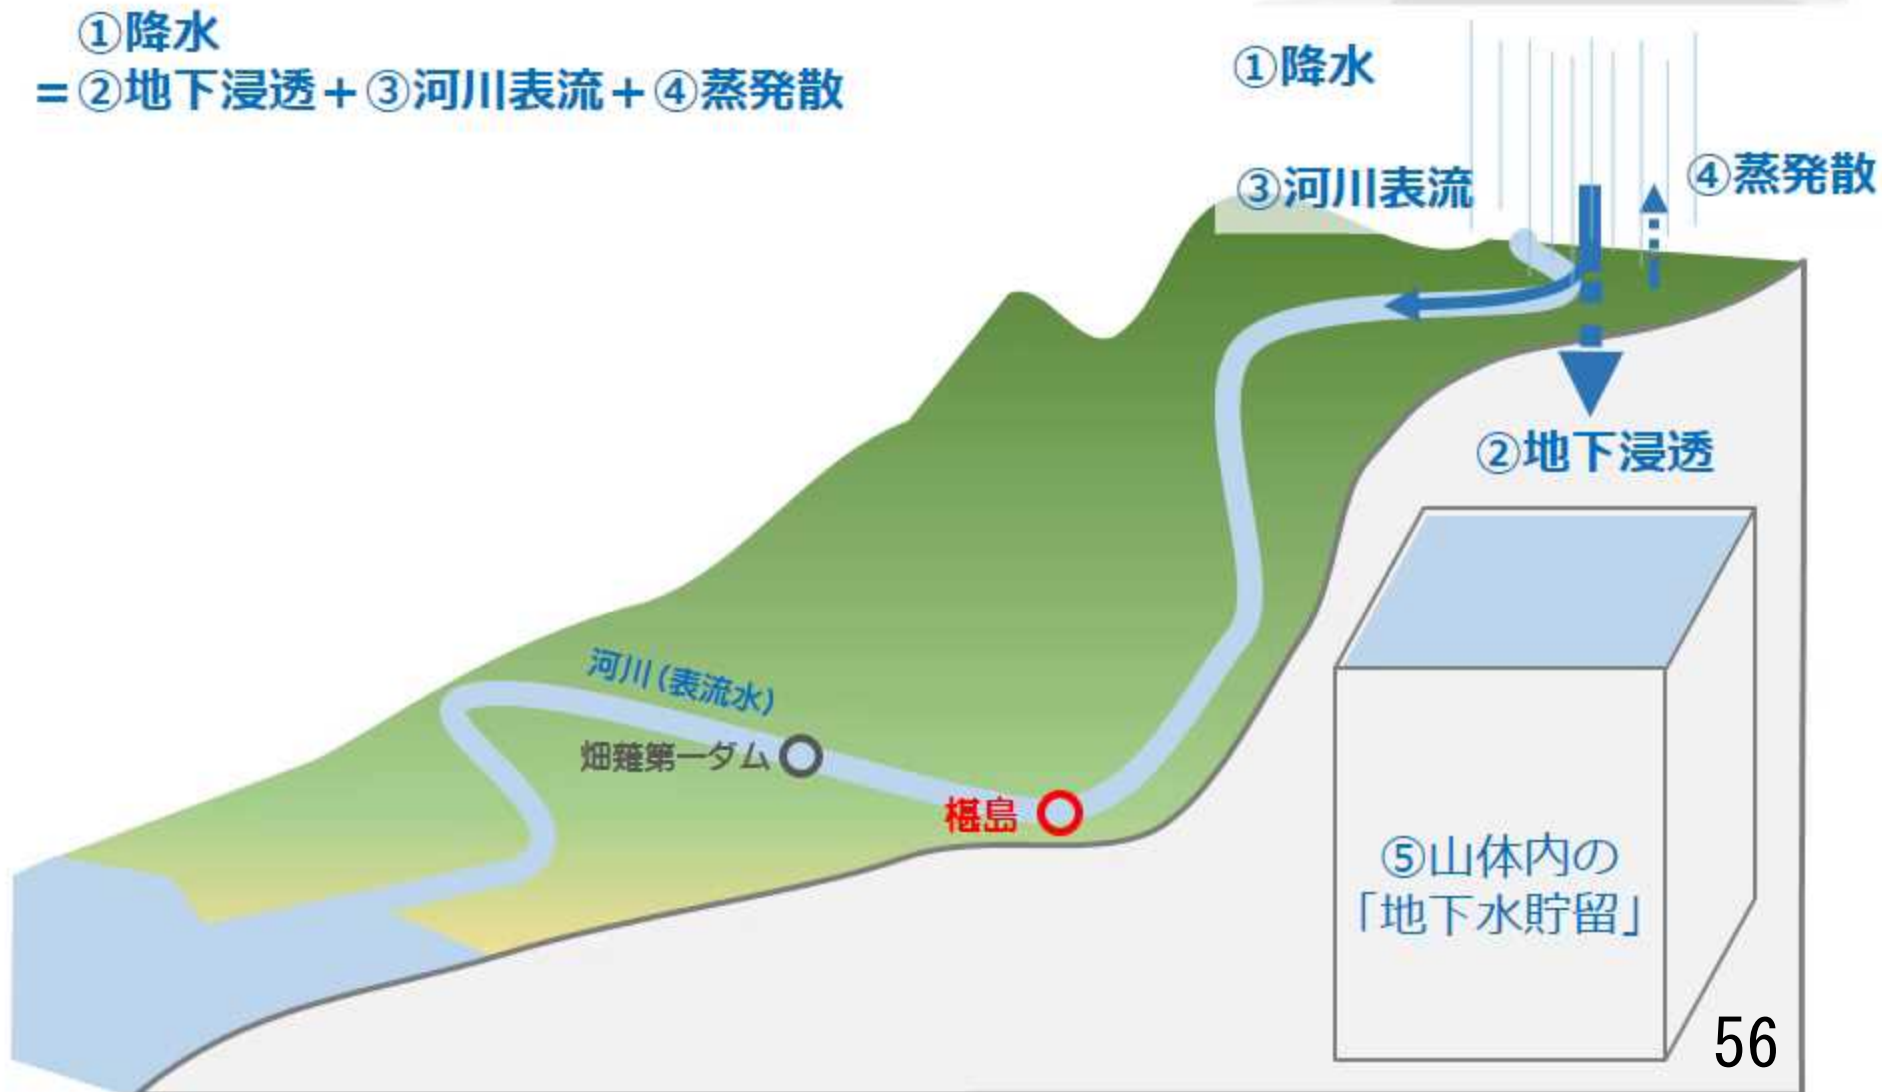 ①降水
=②地下浸透+③河川表流+④蒸発散
①降水
③河川表流
④蒸発散
②地下浸透
河川(表流水)
畑薙第一ダム
椹島
⑤山体内の
「地下水貯留」
56